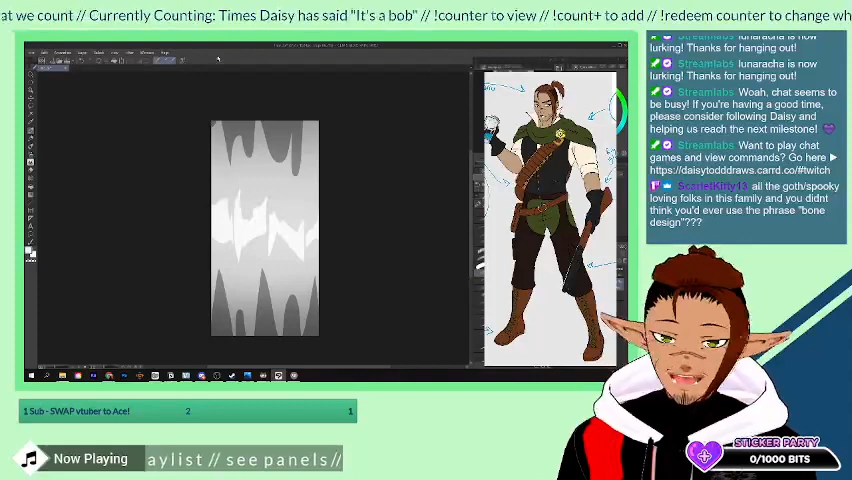 at we count // Currently Counting: Times Daisy has said "It's a bob" // !counter to view // !count+ to add // !redeem counter to change wh
Streamlabs lunaracha is now
lurking! Thanks for hanging out!
Streamlabs lunaracha is now
lurking! Thanks for hanging out!
Streamlabs Woah, chat seems to
be busy! If you're having a good time,
please consider following Daisy and
helping us reach the next milestone!
Streamlabs Want to play chat
games and view commands? Go here
https://daisytodddraws.carrd.co/#twitch
ScarletKitty13 all the goth/spooky
loving folks in this family and you didnt
think you'd ever use the phrase "bone
design"???
1 Sub - SWAP vtuber to Ace! 2 1
Now Playing aylist // see panels//
STICKER PARTY
0/1000 BITS